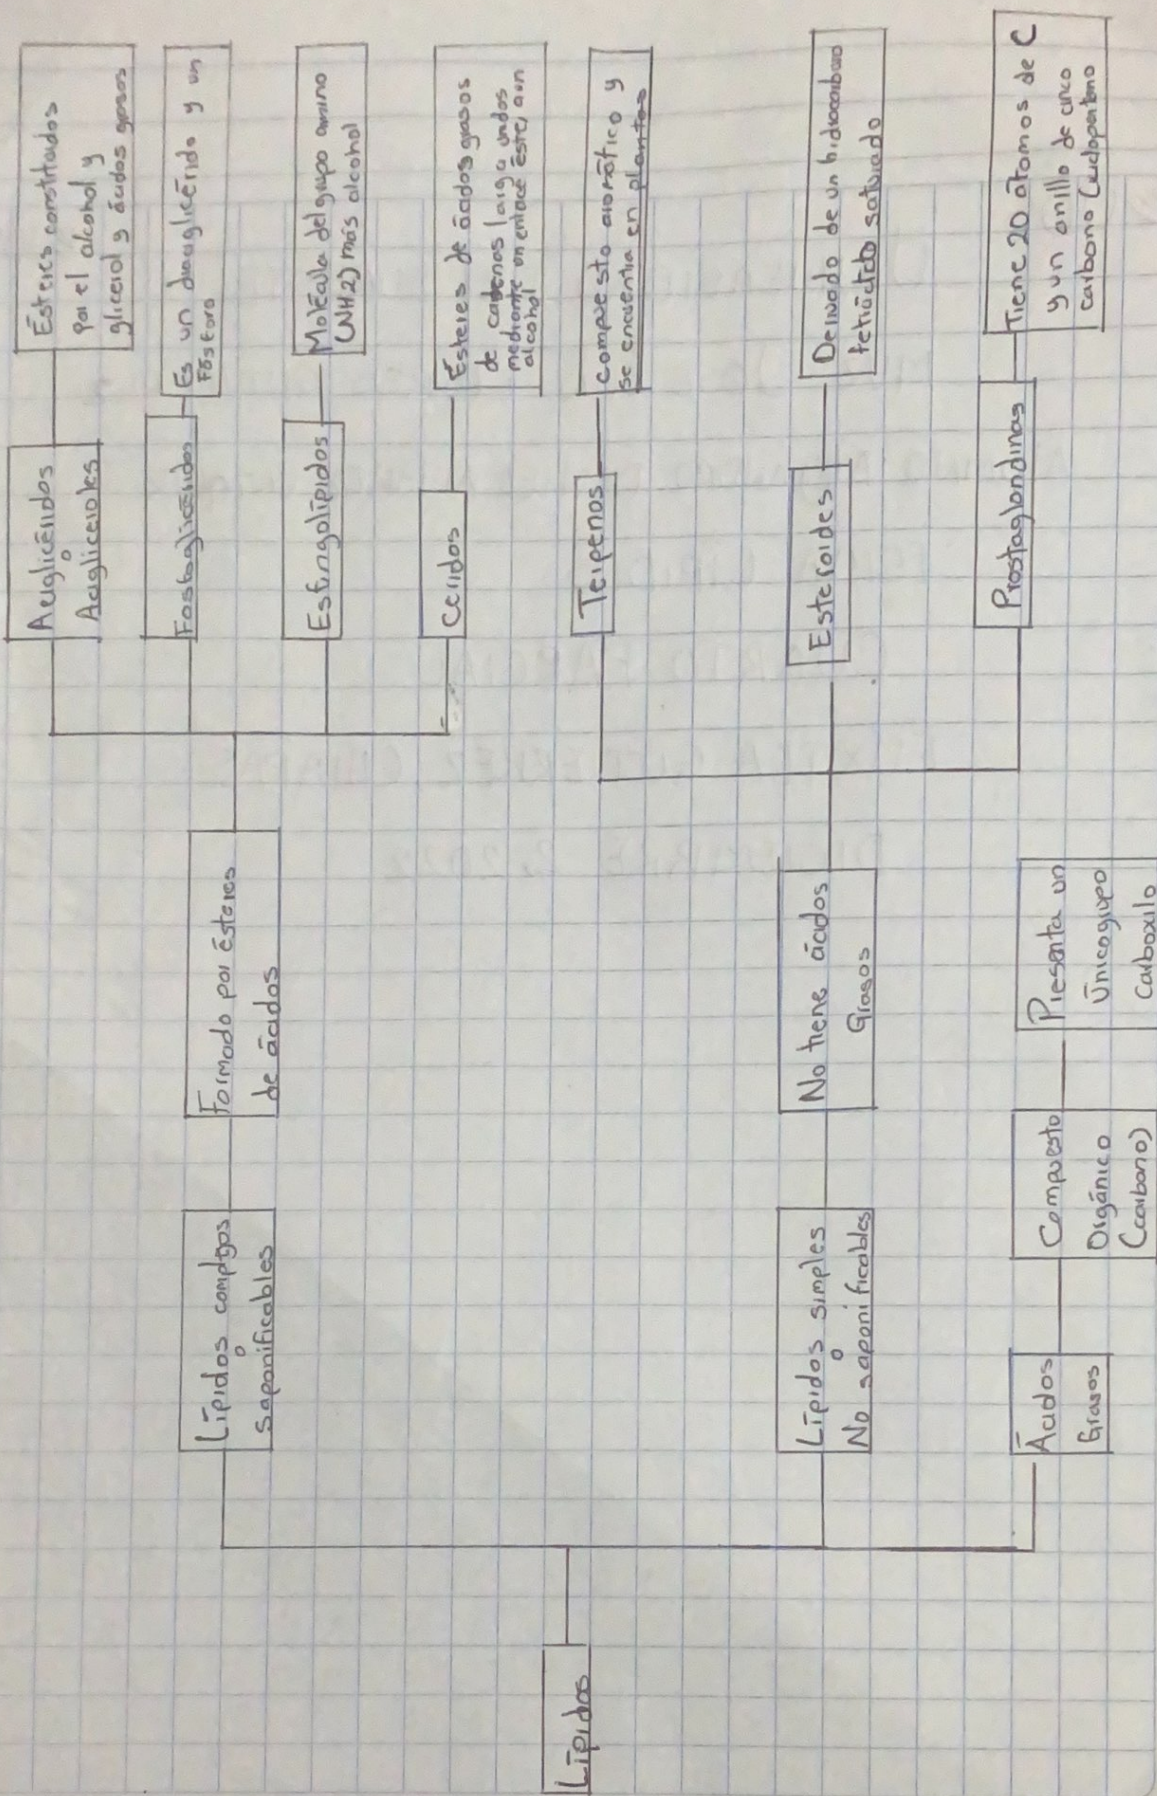 Lípidos
Lípidos complejos
o
saponificables
Formado por Ésteres
de ácidos
Acilglicéridos
o
Acilgliceroles
Ésteres constituidos
por el alcohol y
glicerol y ácidos grasos
Fosfoglicéridos
Es un diacilglicérido y un
Fósforo
Esfingolípidos
Molécula del grupo amino
(NH2) más alcohol
Ceridos
Ésteres de ácidos grasos
de cadenas larga unidos
mediante un enlace éster, a un
alcohol
Lípidos simples
o
No saponificables
No tiene ácidos
Grasos
Terpenos
compuesto aromático y
se encuentra en plantas
Esteroides
Derivado de un hidrocarburo
tetracíclico saturado
Prostaglandinas
Tiene 20 átomos de C
y un anillo de cinco
carbono (ciclopentano
Ácidos
Grasos
Compuesto
Orgánico
(carbono)
Presenta un
Único grupo
Carboxilo